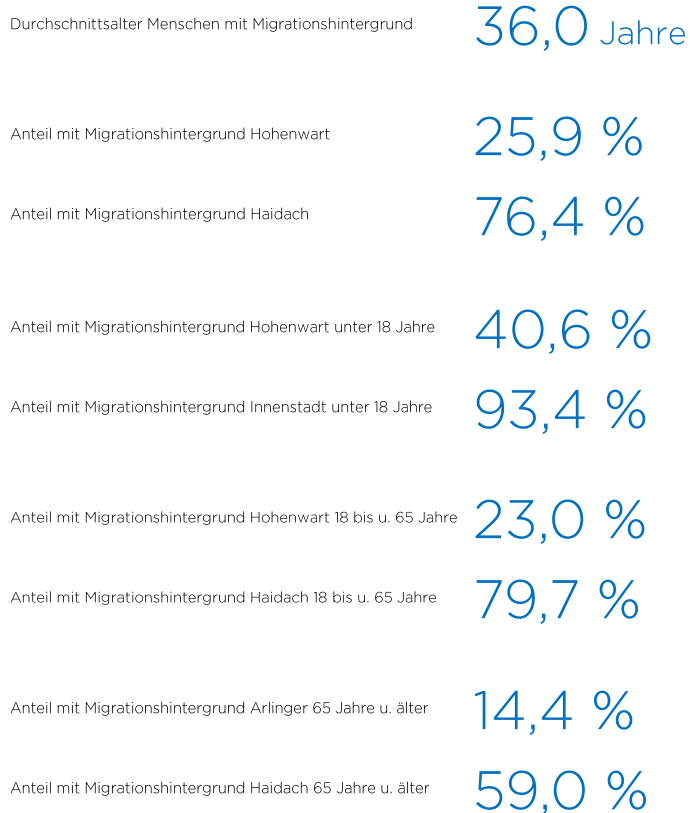 Durchschnittsalter Menschen mit Migrationshintergrund 36,0 Jahre
Anteil mit Migrationshintergrund Hohenwart 25,9 %
Anteil mit Migrationshintergrund Haidach 76,4 %
Anteil mit Migrationshintergrund Hohenwart unter 18 Jahre 40,6 %
Anteil mit Migrationshintergrund Innenstadt unter 18 Jahre 93,4 %
Anteil mit Migrationshintergrund Hohenwart 18 bis u. 65 Jahre 23,0 %
Anteil mit Migrationshintergrund Haidach 18 bis u. 65 Jahre 79,7 %
Anteil mit Migrationshintergrund Arlinger 65 Jahre u. älter 14,4 %
Anteil mit Migrationshintergrund Haidach 65 Jahre u. älter 59,0 %